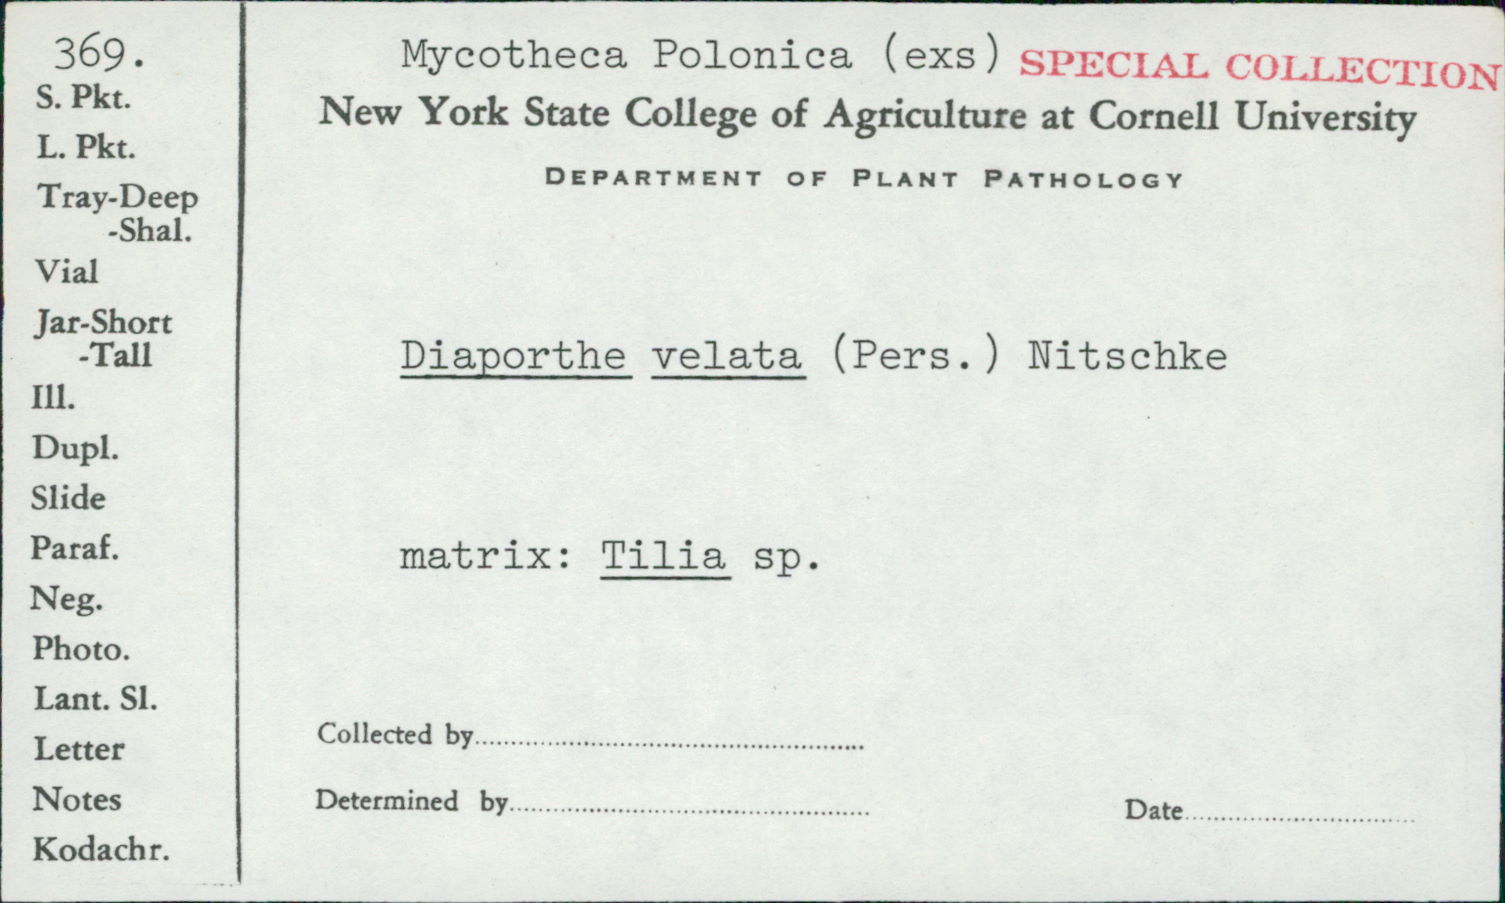 369.
S. Pkt.
L. Pkt.
Tray-Deep
-Shal.
Vial
Jar-Short
-Tall
Ill.
Dupl.
Slide
Paraf.
Neg.
Photo.
Lant. Sl.
Letter
Notes
Kodachr.
Mycotheca Polonica (exs) SPECIAL COLLECTION
New York State College of Agriculture at Cornell University
DEPARTMENT OF PLANT PATHOLOGY
Diaporthe velata (Pers.) Nitschke
matrix: Tilia sp.
Collected by
Determined by
Date